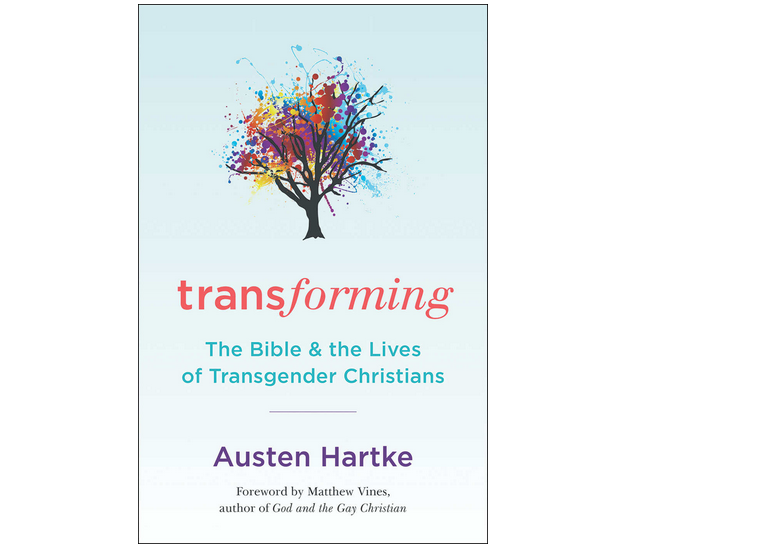 transforming
The Bible & the Lives
of Transgender Christians
Austen Hartke
Foreword by Matthew Vines,
author of God and the Gay Christian